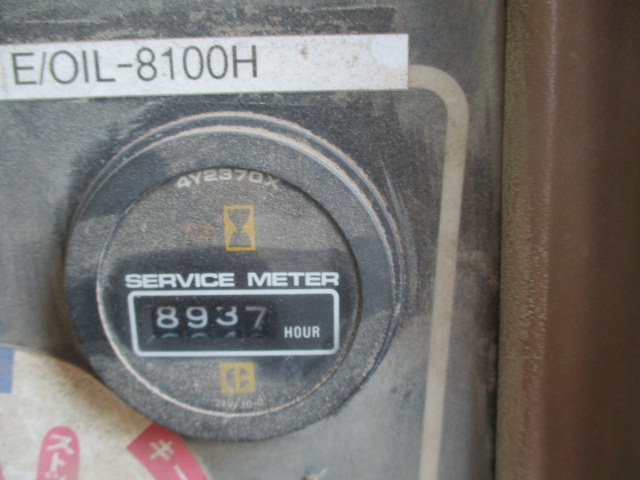 E/OIL-8100H
4Y2370X
SERVICE METER
8937 HOUR